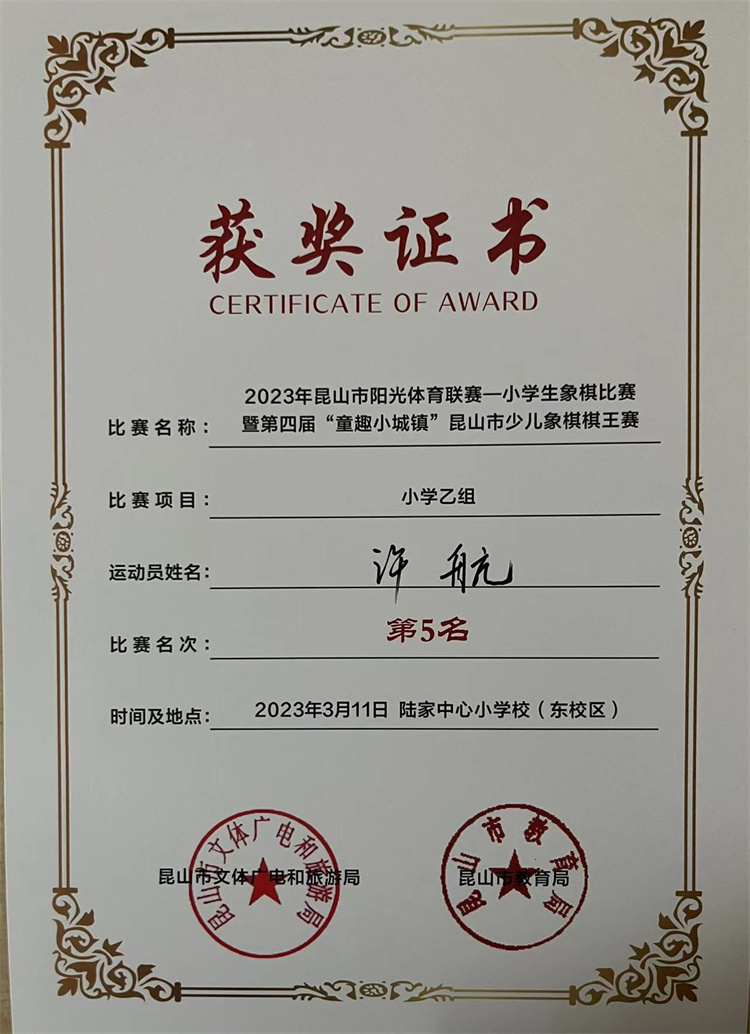 获奖证书
CERTIFICATE OF AWARD
2023年昆山市阳光体育联赛—小学生象棋比赛
比赛名称：暨第四届“童趣小城镇”昆山市少儿象棋棋王赛
比赛项目：小学乙组
运动员姓名：许航
比赛名次：第5名
时间及地点：2023年3月11日 陆家中心小学校（东校区）
昆山市文体广电和旅游局
昆山市教育局
昆山市文体广电和旅游局
昆山市教育局